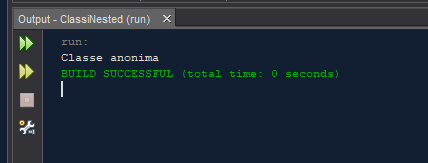 Output - ClassiNested (run)
run:
Classe anonima
BUILD SUCCESSFUL (total time: 0 seconds)